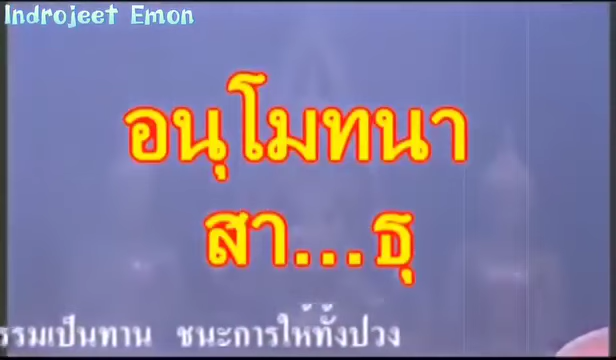 Indrojeet Emon
อนุโมทนา
สา...ธุ
รรมเป็นทาน ชนะการให้ทั้งปวง